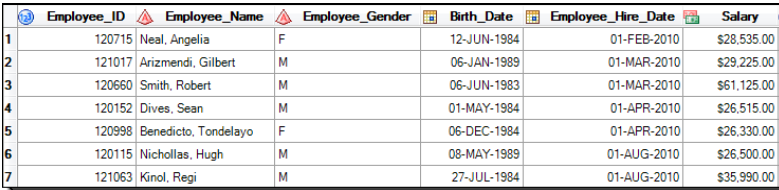 Employee_ID Employee_Name Employee_Gender Birth_Date Employee_Hire_Date Salary
1 120715 Neal, Angelia F 12-JUN-1984 01-FEB-2010 $28,535.00
2 121017 Arizmendi, Gilbert M 06-JAN-1989 01-MAR-2010 $29,225.00
3 120660 Smith, Robert M 06-JUN-1983 01-MAR-2010 $61,125.00
4 120152 Dives, Sean M 01-MAY-1984 01-APR-2010 $26,515.00
5 120998 Benedicto, Tondelayo F 06-DEC-1984 01-APR-2010 $26,330.00
6 120115 Nichollas, Hugh M 08-MAY-1989 01-AUG-2010 $26,500.00
7 121063 Kinol, Regi M 27-JUL-1984 01-AUG-2010 $35,990.00